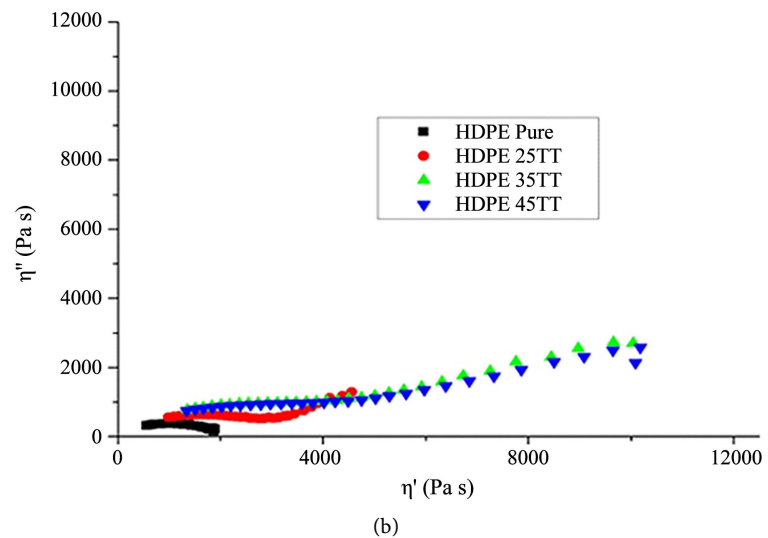 12000
10000
8000
6000
4000
2000
0
η" (Pa s)
HDPE Pure
HDPE 25TT
HDPE 35TT
HDPE 45TT
0 4000 8000 12000
η' (Pa s)
(b)